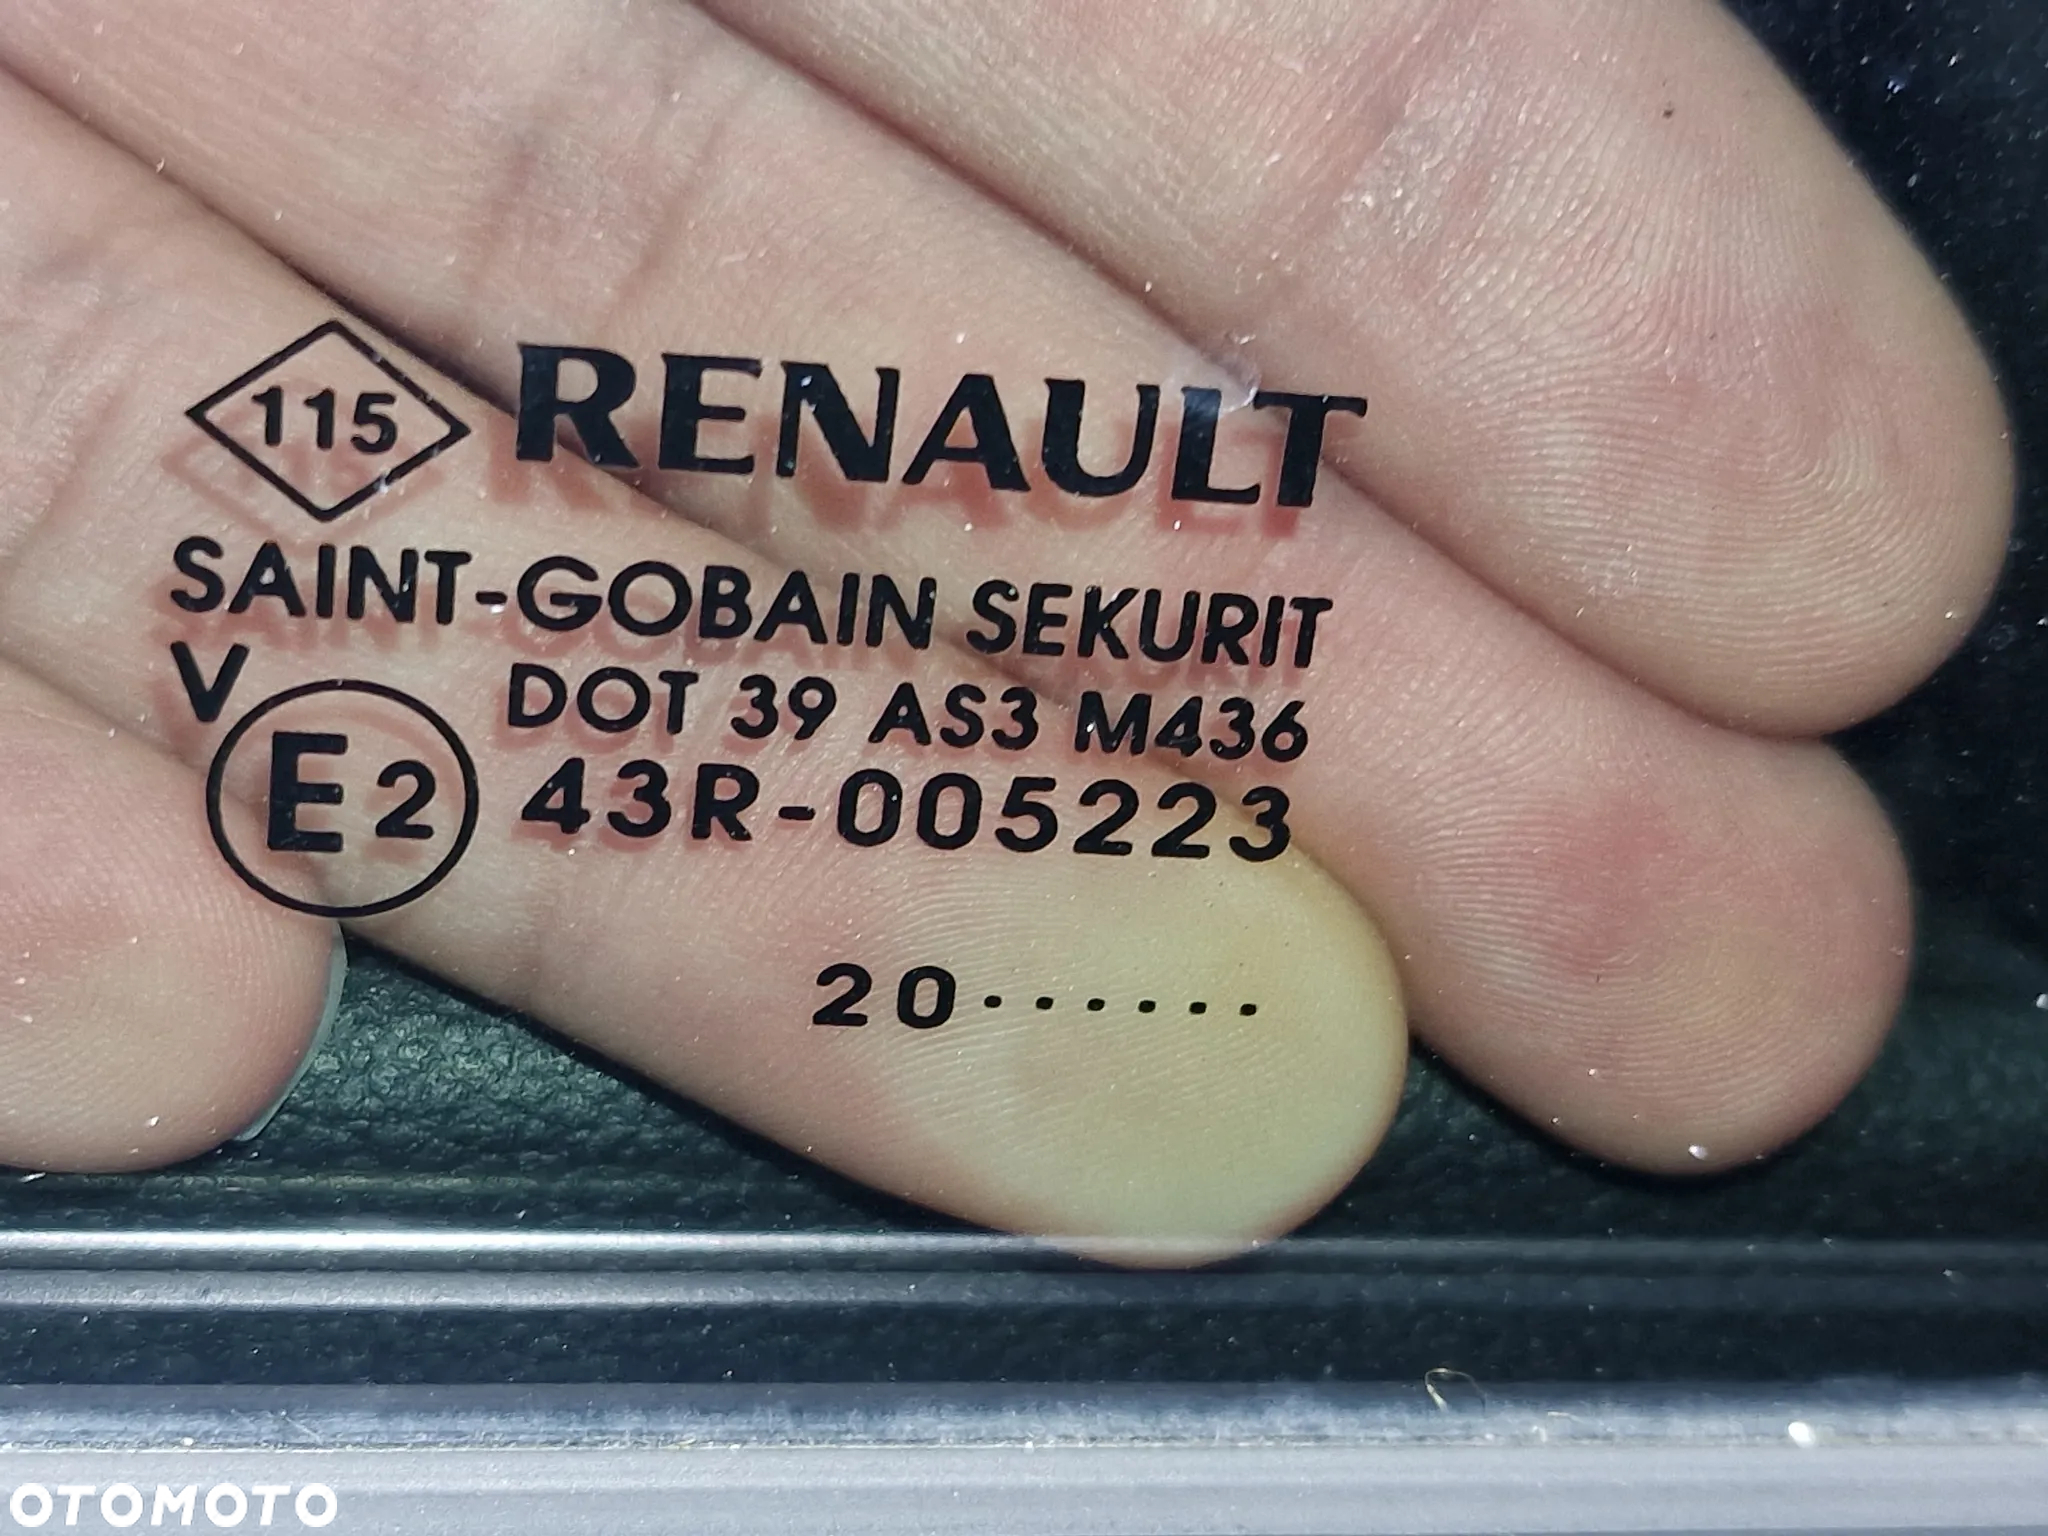 115 RENAULT
SAINT-GOBAIN SEKURIT
V
DOT 39 AS3 M436
E2 43R-005223
20······
OTOMOTO